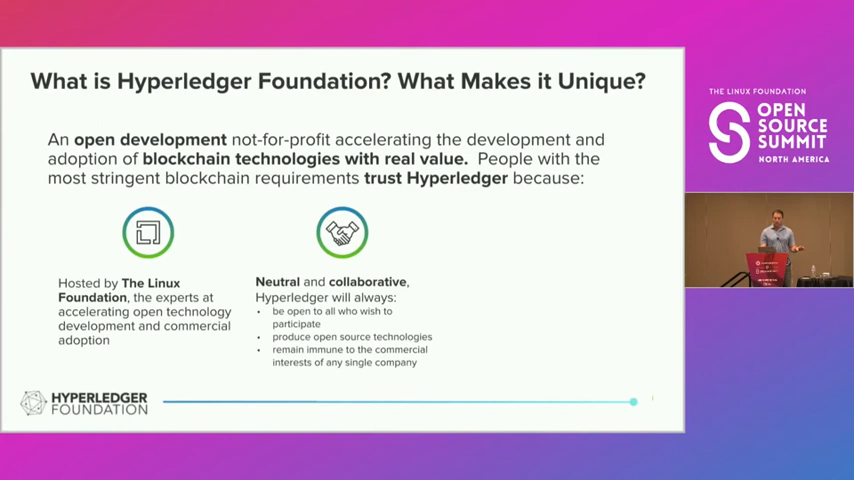 What is Hyperledger Foundation? What Makes it Unique?
An open development not-for-profit accelerating the development and
adoption of blockchain technologies with real value. People with the
most stringent blockchain requirements trust Hyperledger because:
Hosted by The Linux
Foundation, the experts at
accelerating open technology
development and commercial
adoption
Neutral and collaborative,
Hyperledger will always:
• be open to all who wish to
participate
• produce open source technologies
• remain immune to the commercial
interests of any single company
HYPERLEDGER
FOUNDATION
THE LINUX FOUNDATION
OPEN
SOURCE
SUMMIT
NORTH AMERICA